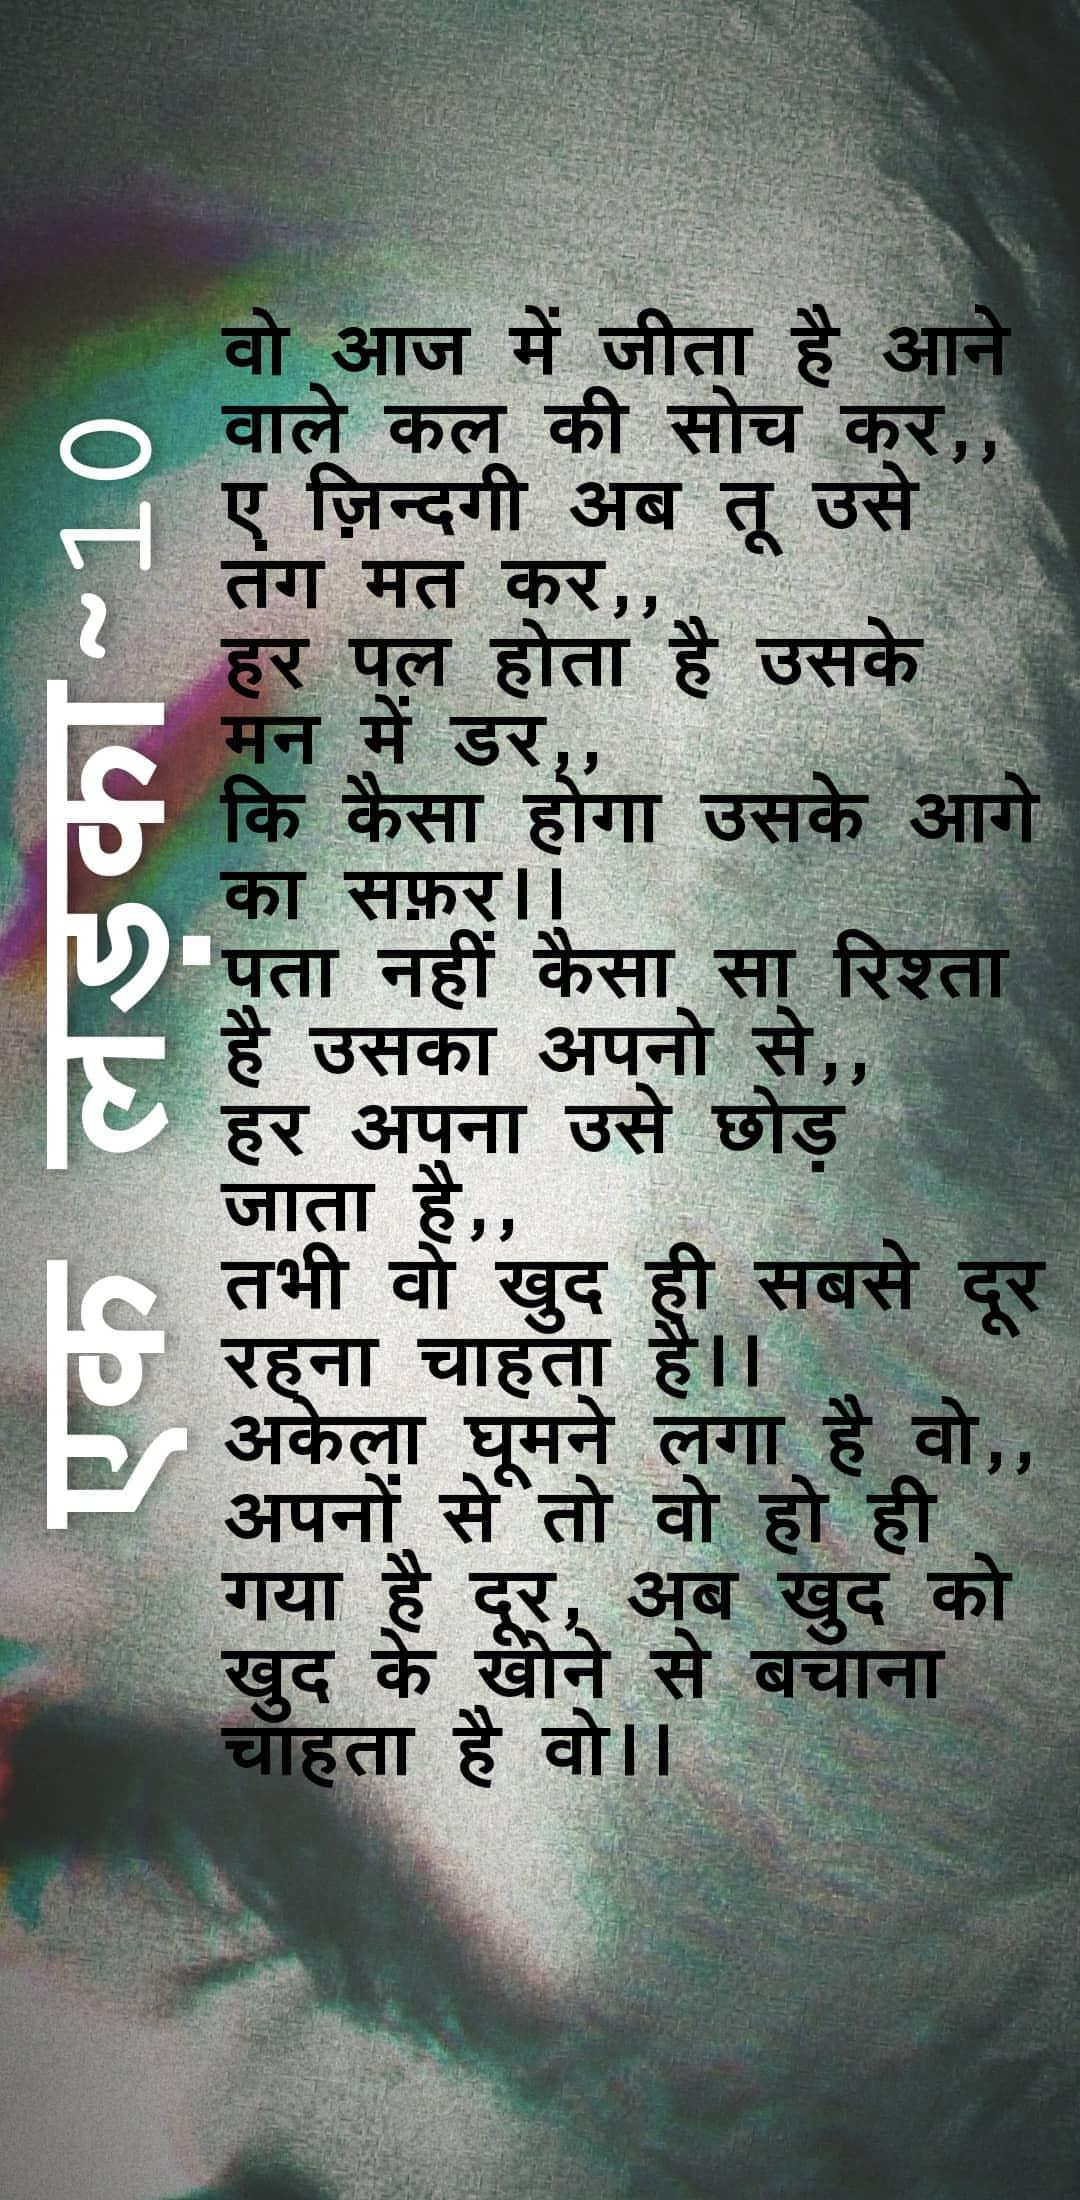 एक लड़का~10
वो आज में जीता है आने
वाले कल की सोच कर,,
ए ज़िन्दगी अब तू उसे
तंग मत कर,,
हर पल होता है उसके
मन में डर,,
कि कैसा होगा उसके आगे
का सफ़र।।
पता नहीं कैसा सा रिश्ता
है उसका अपनो से,,
हर अपना उसे छोड़
जाता है,,
तभी वो खुद ही सबसे दूर
रहना चाहता है।।
अकेला घूमने लगा है वो,,
अपनों से तो वो हो ही
गया है दूर, अब खुद को
खुद के खोने से बचाना
चाहता है वो।।